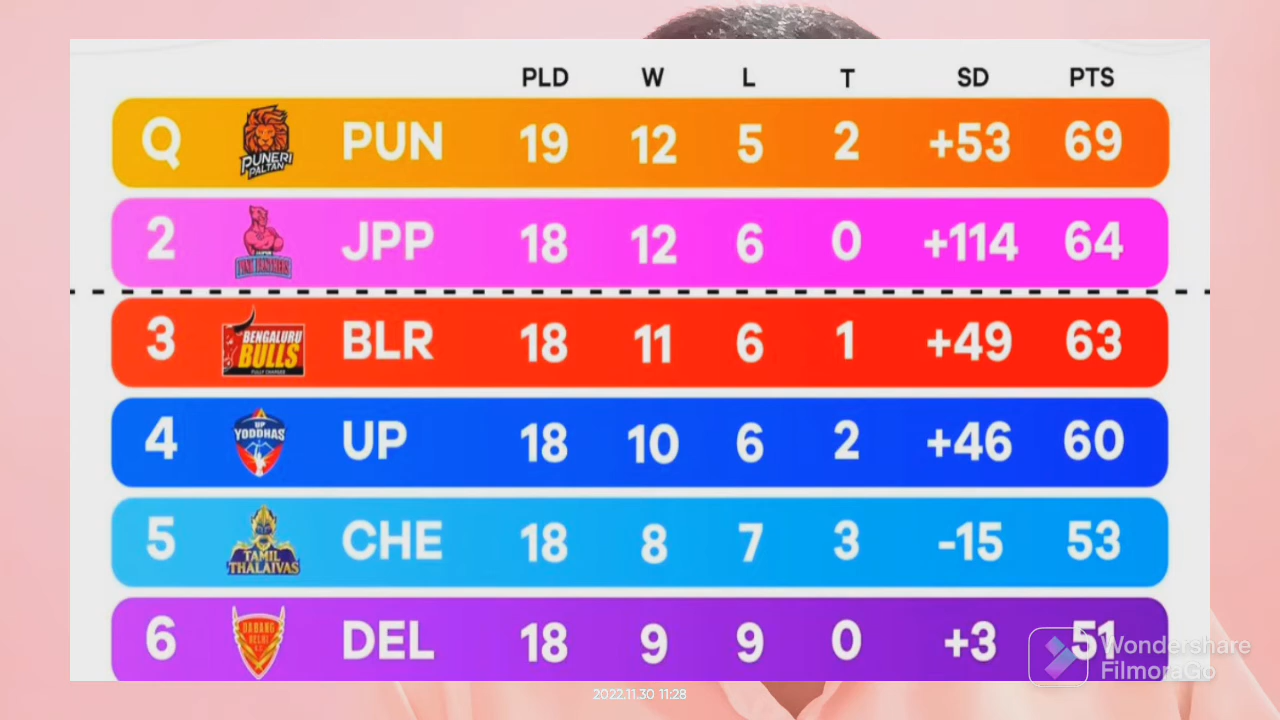 PLD W L T SD PTS
Q PUNERI PALTAN PUN 19 12 5 2 +53 69
2 JPP 18 12 6 0 +114 64
3 BENGALURU BULLS FULLY CHARGED BLR 18 11 6 1 +49 63
4 UP YODDHAS UP 18 10 6 2 +46 60
5 TAMIL THALAIVAS CHE 18 8 7 3 -15 53
6 DABANG DELHI K.C. DEL 18 9 9 0 +3 51
Wondershare
FilmoraGo
2022.11.30 11:28